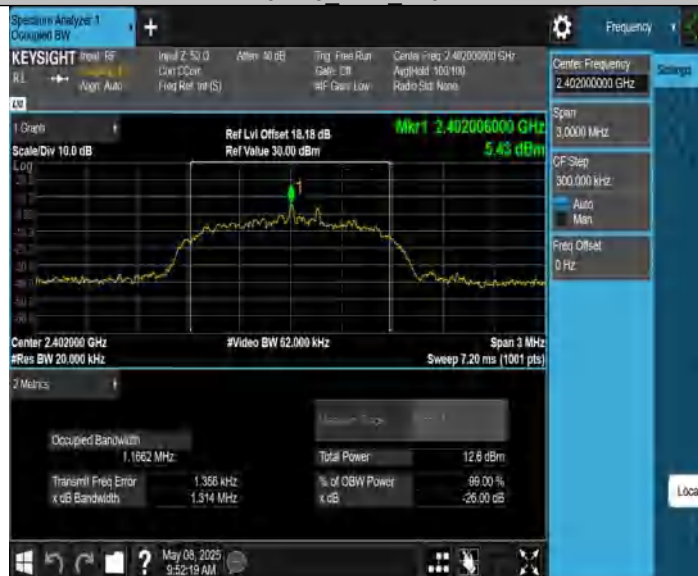 Spectrum Analyzer 1
Occupied BW
+
Frequency
KEYSIGHT Input: RF
RL
Align: Auto
Input Z: 50 Ω
Corr CCorr
Freq Ref: Int (S)
Atten: 40 dB
Trig: Free Run
Gate: Off
#IF Gain: Low
Center Freq: 2.402000000 GHz
Avg|Hold: 100/100
Radio Std: None
Center Frequency
2.402000000 GHz
Settings
Span
3.0000 MHz
CF Step
300.000 kHz
Auto
Man
Freq Offset
0 Hz
1 Graph
Scale/Div 10.0 dB
Log
Ref Lvl Offset 18.18 dB
Ref Value 30.00 dBm
Mkr1 2.402006000 GHz
5.43 dBm
1
Center 2.402000 GHz
#Res BW 20.000 kHz
#Video BW 62.000 kHz
Span 3 MHz
Sweep 7.20 ms (1001 pts)
2 Metrics
Occupied Bandwidth
1.1662 MHz
Transmit Freq Error 1.356 kHz
x dB Bandwidth 1.314 MHz
Total Power 12.6 dBm
% of OBW Power 99.00 %
x dB -26.00 dB
Loca
?
May 08, 2025
9:52:19 AM